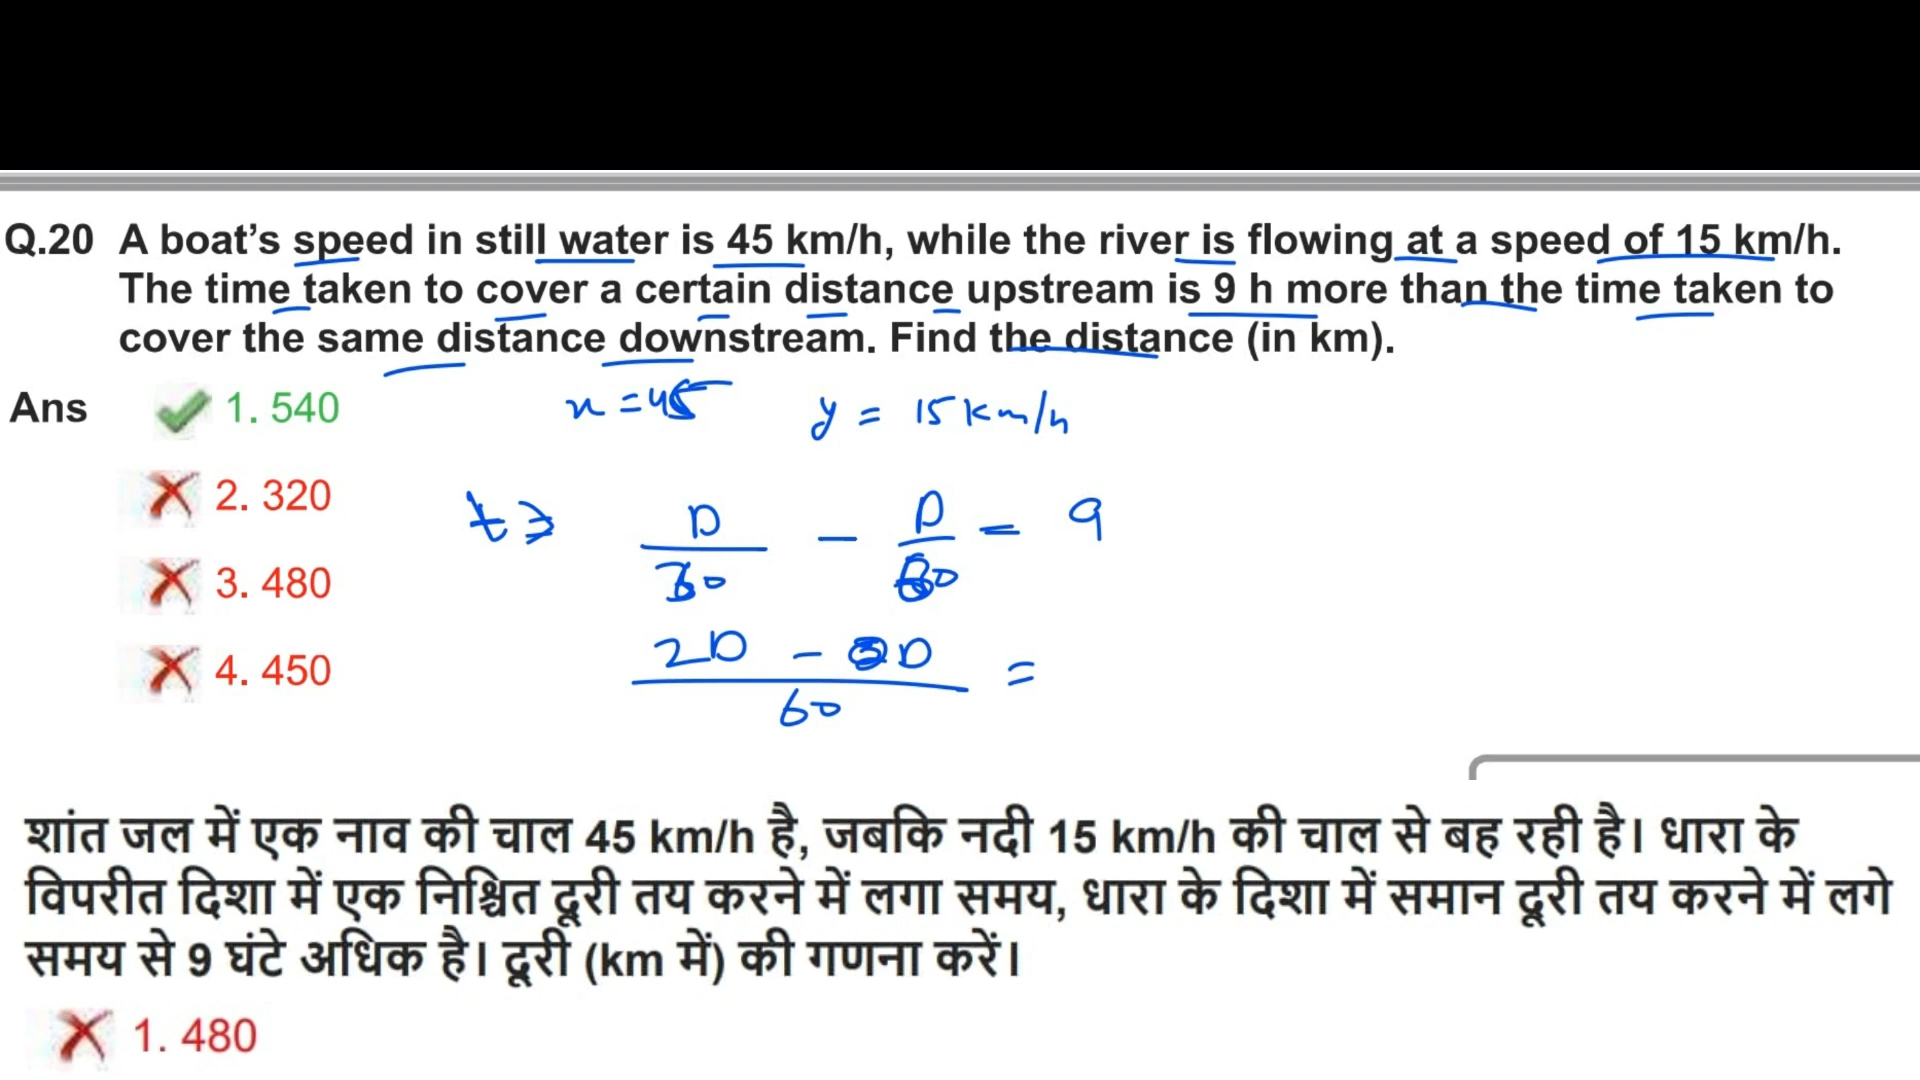 Q.20 A boat’s speed in still water is 45 km/h, while the river is flowing at a speed of 15 km/h.
The time taken to cover a certain distance upstream is 9 h more than the time taken to
cover the same distance downstream. Find the distance (in km).
Ans 1. 540
x = 45 y = 15 km/h
2. 320
t ⇒ D/30 − D/60 = 9
3. 480
2D − D / 60 =
4. 450
शांत जल में एक नाव की चाल 45 km/h है, जबकि नदी 15 km/h की चाल से बह रही है। धारा के
विपरीत दिशा में एक निश्चित दूरी तय करने में लगा समय, धारा के दिशा में समान दूरी तय करने में लगे
समय से 9 घंटे अधिक है। दूरी (km में) की गणना करें।
1. 480